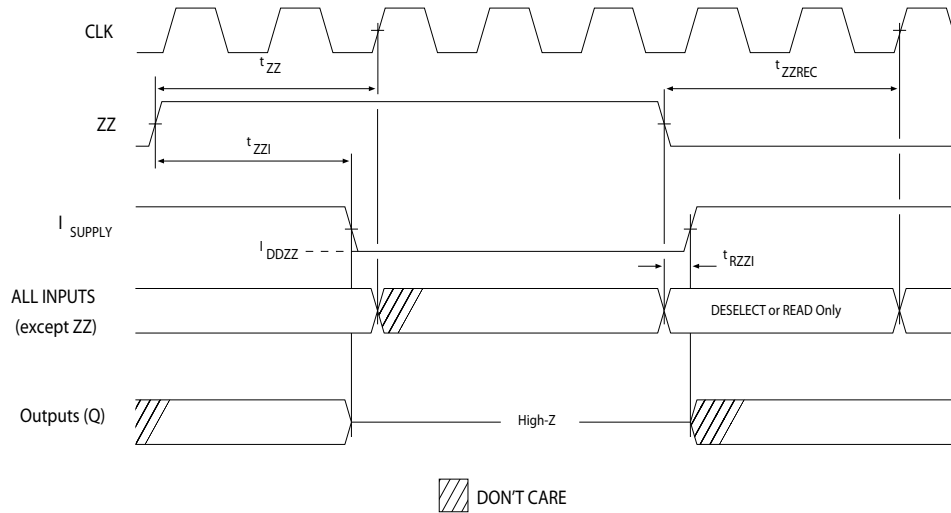 CLK
t ZZ
t ZZREC
ZZ
t ZZI
I SUPPLY
I DDZZ
t RZZI
ALL INPUTS
(except ZZ)
DESELECT or READ Only
Outputs (Q)
High-Z
DON'T CARE